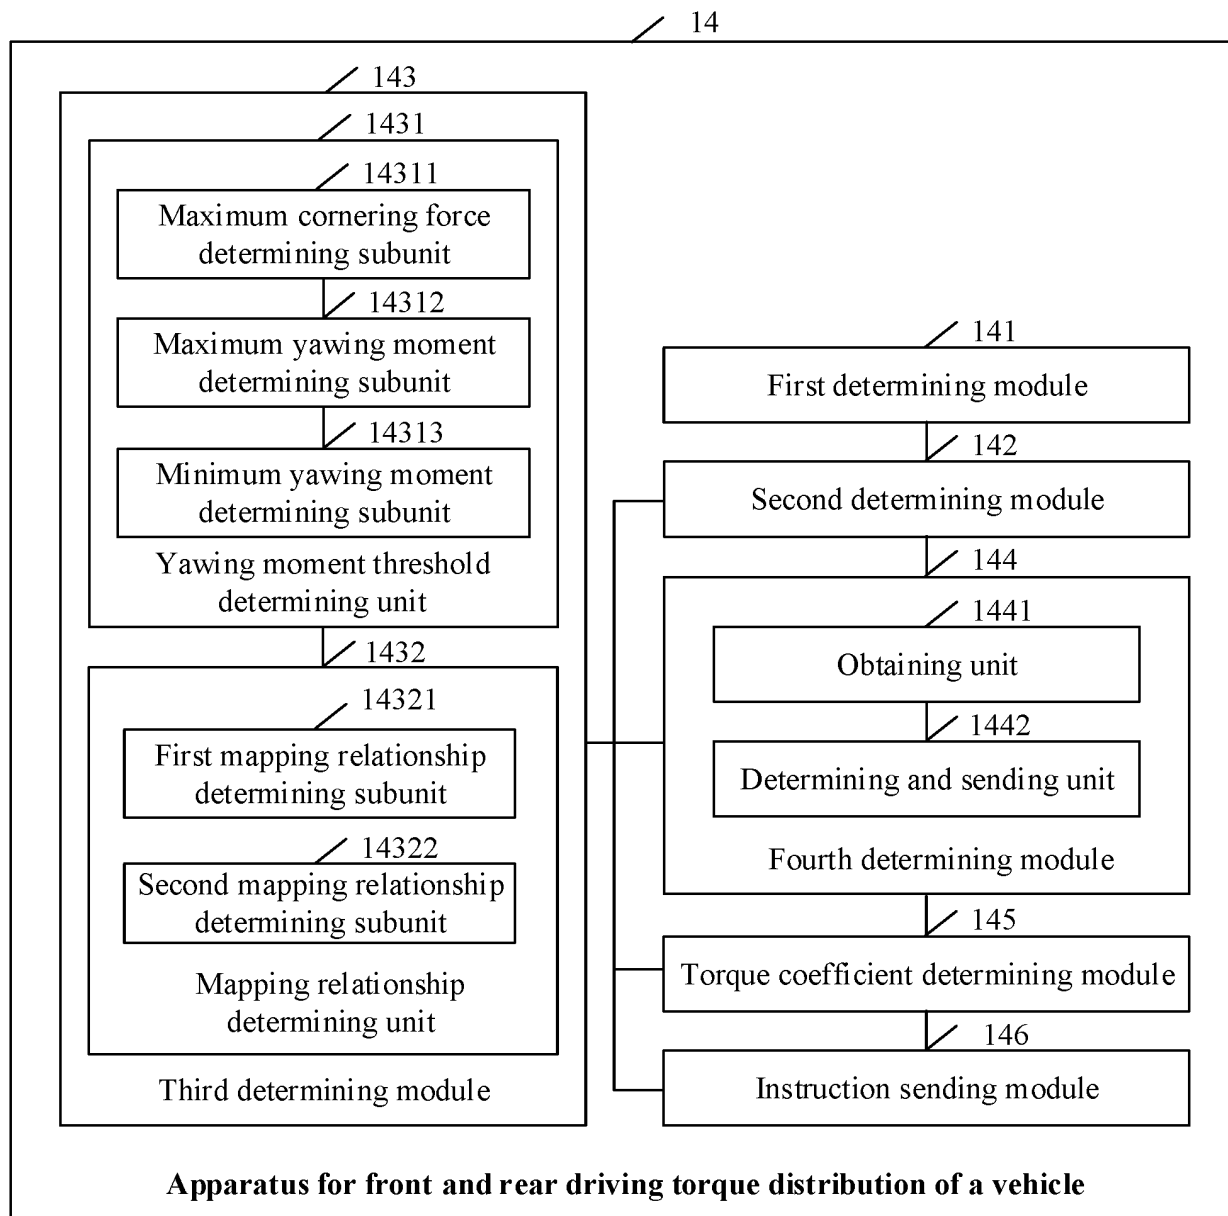 14
143
1431
14311
Maximum cornering force
determining subunit
14312
Maximum yawing moment
determining subunit
14313
Minimum yawing moment
determining subunit
Yawing moment threshold
determining unit
1432
14321
First mapping relationship
determining subunit
14322
Second mapping relationship
determining subunit
Mapping relationship
determining unit
Third determining module
141
First determining module
142
Second determining module
144
1441
Obtaining unit
1442
Determining and sending unit
Fourth determining module
145
Torque coefficient determining module
146
Instruction sending module
Apparatus for front and rear driving torque distribution of a vehicle